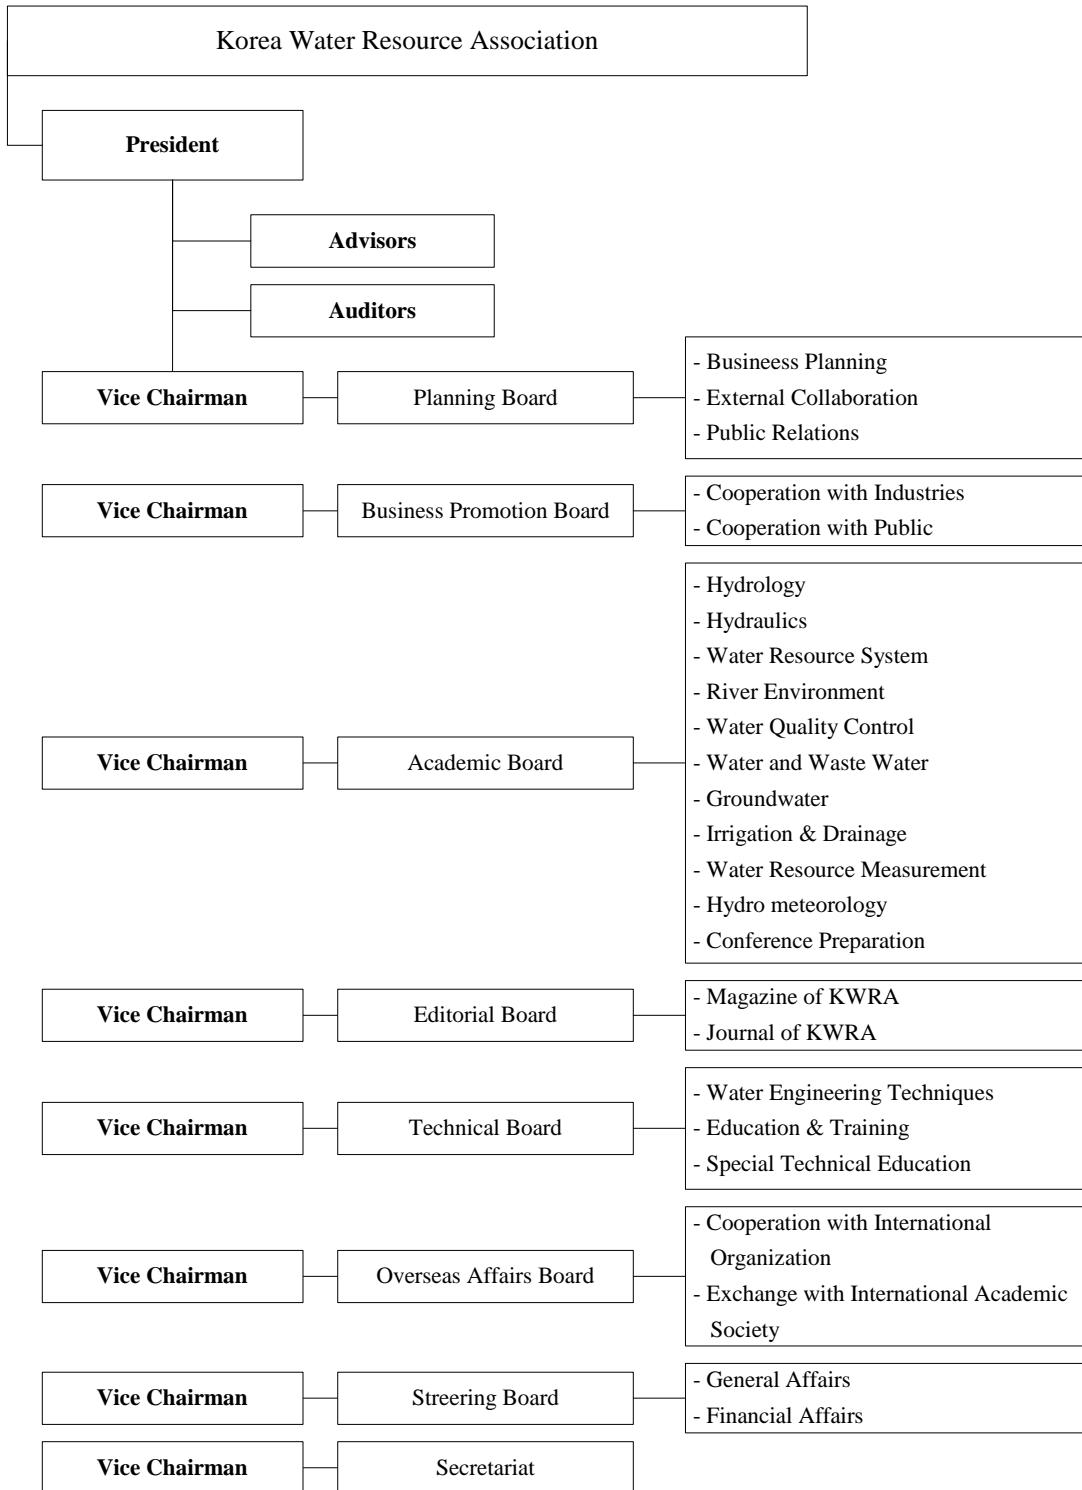 Korea Water Resource Association
President
Advisors
Auditors
Vice Chairman
Planning Board
- Busineess Planning
- External Collaboration
- Public Relations
Vice Chairman
Business Promotion Board
- Cooperation with Industries
- Cooperation with Public
Vice Chairman
Academic Board
- Hydrology
- Hydraulics
- Water Resource System
- River Environment
- Water Quality Control
- Water and Waste Water
- Groundwater
- Irrigation & Drainage
- Water Resource Measurement
- Hydro meteorology
- Conference Preparation
Vice Chairman
Editorial Board
- Magazine of KWRA
- Journal of KWRA
Vice Chairman
Technical Board
- Water Engineering Techniques
- Education & Training
- Special Technical Education
Vice Chairman
Overseas Affairs Board
- Cooperation with International
Organization
- Exchange with International Academic
Society
Vice Chairman
Streering Board
- General Affairs
- Financial Affairs
Vice Chairman
Secretariat